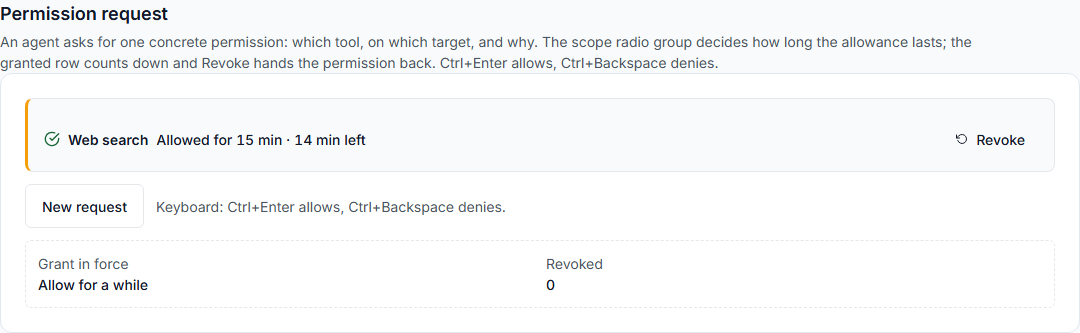 Permission request
An agent asks for one concrete permission: which tool, on which target, and why. The scope radio group decides how long the allowance lasts; the
granted row counts down and Revoke hands the permission back. Ctrl+Enter allows, Ctrl+Backspace denies.
Web search Allowed for 15 min · 14 min left Revoke
New request Keyboard: Ctrl+Enter allows, Ctrl+Backspace denies.
Grant in force Revoked
Allow for a while 0